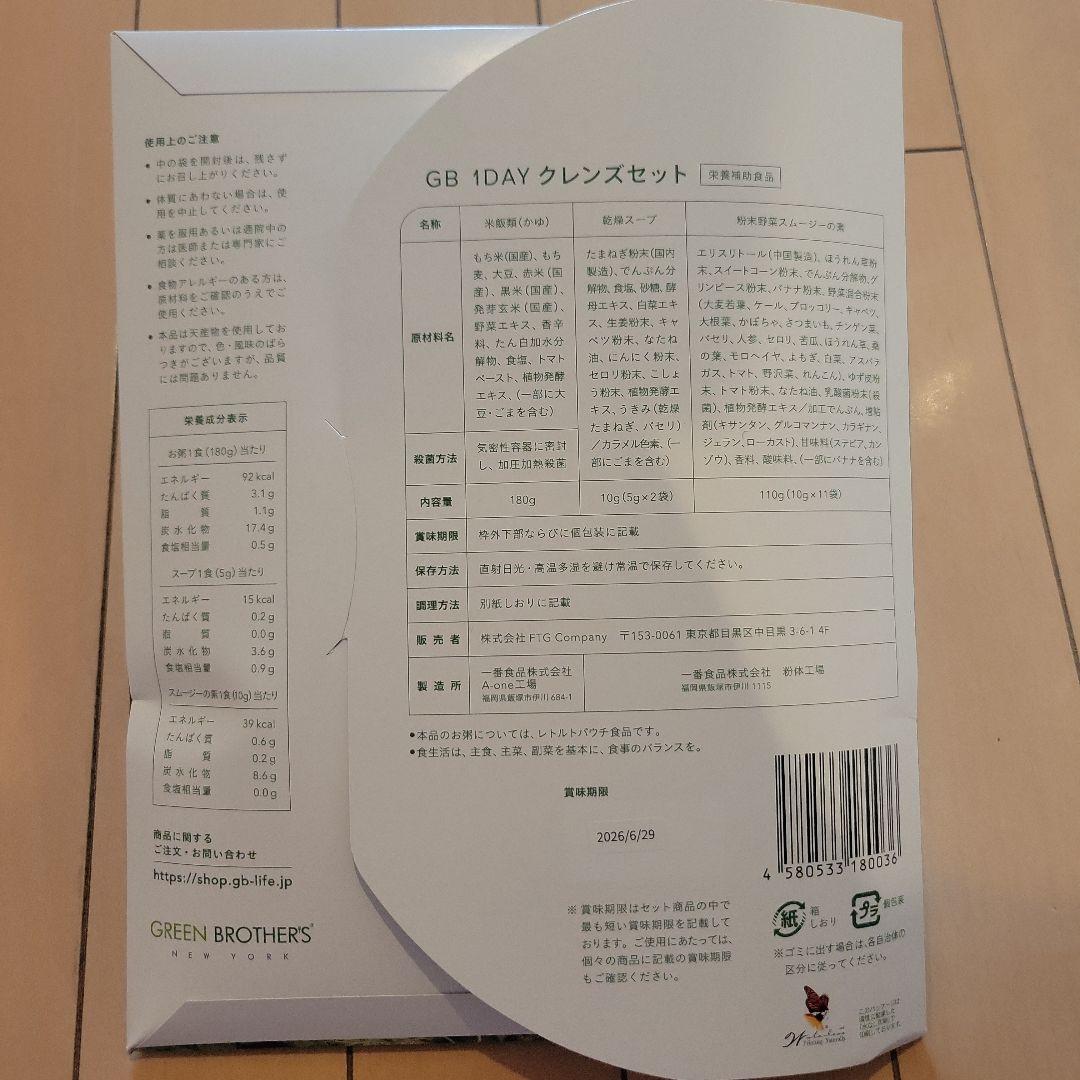 使用上のご注意
● 中の袋を開封後は、残さず
にお召し上がりください。
● 体質にあわない場合は、使
用を中止してください。
● 薬を服用あるいは通院中の
方は医師または専門家にご
相談ください。
● 食物アレルギーのある方は、
原材料をご確認のうえでご
使用ください。
● 本品は天産物を使用してお
りますので、色・風味のばら
つきがございますが、品質
には問題ありません。
栄養成分表示
お粥1食(180g)当たり
エネルギー 92kcal
たんぱく質 3.1g
脂質 1.1g
炭水化物 17.4g
食塩相当量 0.5g
スープ1食(5g)当たり
エネルギー 15kcal
たんぱく質 0.2g
脂質 0.0g
炭水化物 3.6g
食塩相当量 0.9g
スムージーの素1食(10g)当たり
エネルギー 39kcal
たんぱく質 0.6g
脂質 0.2g
炭水化物 8.6g
食塩相当量 0.0g
商品に関する
ご注文・お問い合わせ
https://shop.gb-life.jp
GREEN BROTHER'S
NEW YORK
GB 1DAY クレンズセット 栄養補助食品
名称 米飯類(かゆ) 乾燥スープ 粉末野菜スムージーの素
原材料名
もち米(国産)、もち
麦、大豆、赤米(国
産)、黒米(国産)、
発芽玄米(国産)、
野菜エキス、香辛
料、たん白加水分
解物、食塩、トマト
ペースト、植物発酵
エキス、(一部に大
豆・ごまを含む)
たまねぎ粉末(国内
製造)、でんぷん分
解物、食塩、砂糖、酵
母エキス、白菜エキ
ス、生姜粉末、キャ
ベツ粉末、なたね
油、にんにく粉末、
セロリ粉末、こしょ
う粉末、植物発酵エ
キス、うきみ(乾燥
たまねぎ、パセリ)
/カラメル色素、(一
部にごまを含む)
エリスリトール(中国製造)、ほうれん草粉
末、スイートコーン粉末、でんぷん分解物、グ
リンピース粉末、バナナ粉末、野菜混合粉末
(大麦若葉、ケール、ブロッコリー、キャベツ、
大根葉、かぼちゃ、さつまいも、チンゲン菜、
パセリ、人参、セロリ、苦瓜、ほうれん草、桑
の葉、モロヘイヤ、よもぎ、白菜、アスパラ
ガス、トマト、野沢菜、れんこん)、ゆず皮粉
末、トマト粉末、なたね油、乳酸菌粉末(殺
菌)、植物発酵エキス/加工でんぷん、増粘
剤(キサンタン、グルコマンナン、カラギナン、
ジェラン、ローカスト)、甘味料(ステビア、カン
ゾウ)、香料、酸味料、(一部にバナナを含む)
殺菌方法
気密性容器に密封
し、加圧加熱殺菌
内容量 180g 10g(5g×2袋) 110g(10g×11袋)
賞味期限 枠外下部ならびに個包装に記載
保存方法 直射日光・高温多湿を避け常温で保存してください。
調理方法 別紙しおりに記載
販売者 株式会社 FTG Company 〒153-0061 東京都目黒区中目黒 3-6-1 4F
製造所
一番食品株式会社
A-one工場
福岡県飯塚市伊川 684-1
一番食品株式会社 粉体工場
福岡県飯塚市伊川 1115
●本品のお粥については、レトルトパウチ食品です。
●食生活は、主食、主菜、副菜を基本に、食事のバランスを。
賞味期限
2026/6/29
4 580533 180036
※賞味期限はセット商品の中で
最も短い賞味期限を記載して
おります。ご使用にあたっては、
個々の商品に記載の賞味期限
もご確認ください。
紙 箱
しおり
プラ 個包装
※ゴミに出す場合は、各自治体の
区分に従ってください。